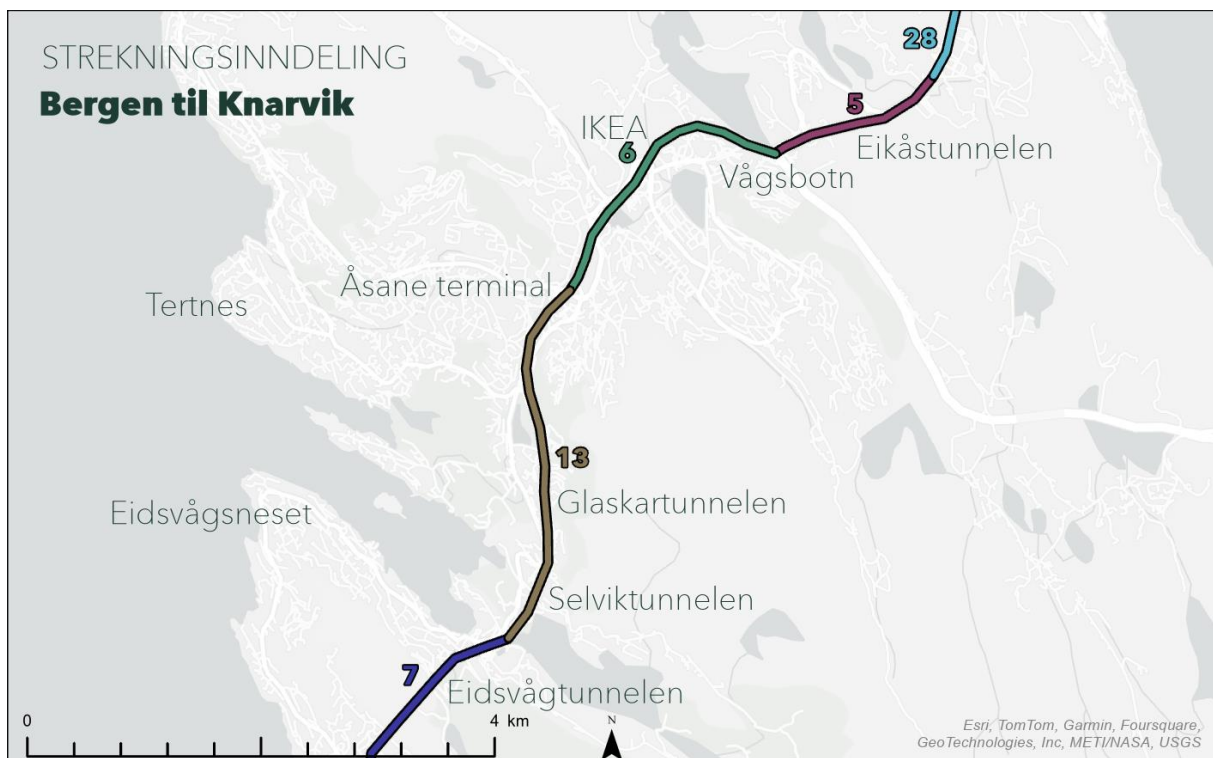 STREKNINGSINNDELING
Bergen til Knarvik
28
5
IKEA
6
Eikåstunnelen
Vågsbotn
Åsane terminal
Tertnes
13
Glaskartunnelen
Eidsvågsneset
Selviktunnelen
7
Eidsvågtunnelen
0
4 km
N
Esri, TomTom, Garmin, Foursquare,
GeoTechnologies, Inc, METI/NASA, USGS